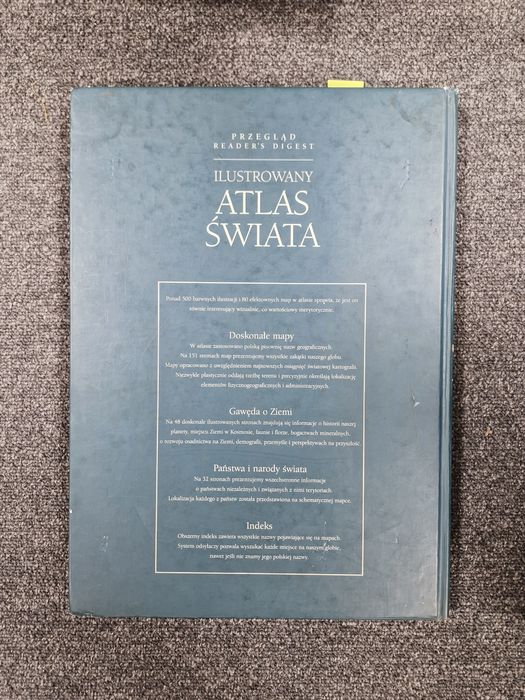 PRZEGLĄD
READER'S DIGEST
ILUSTROWANY
ATLAS
ŚWIATA
Ponad 500 barwnych ilustracji i 80 efektownych map w atlasie sprawia, że jest on
równie interesujący wizualnie, co wartościowy merytorycznie.
Doskonałe mapy
W atlasie zastosowano polską pisownię nazw geograficznych.
Na 151 stronach map prezentujemy wszystkie zakątki naszego globu.
Mapy opracowano z uwzględnieniem najnowszych osiągnięć światowej kartografii.
Niezwykle plastycznie oddają rzeźbę terenu i precyzyjnie określają lokalizację
elementów fizycznogeograficznych i administracyjnych.
Gawęda o Ziemi
Na 48 doskonale ilustrowanych stronach znajdują się informacje o historii naszej
planety, miejscu Ziemi w Kosmosie, faunie i florze, bogactwach mineralnych,
o rozwoju osadnictwa na Ziemi, demografii, przemyśle i perspektywach na przyszłość.
Państwa i narody świata
Na 32 stronach prezentujemy wszechstronne informacje
o państwach niezależnych i związanych z nimi terytoriach.
Lokalizacja każdego z państw została przedstawiona na schematycznej mapce.
Indeks
Obszerny indeks zawiera wszystkie nazwy pojawiające się na mapach.
System odsyłaczy pozwala wyszukać każde miejsce na naszym globie,
nawet jeśli nie znamy jego polskiej nazwy.